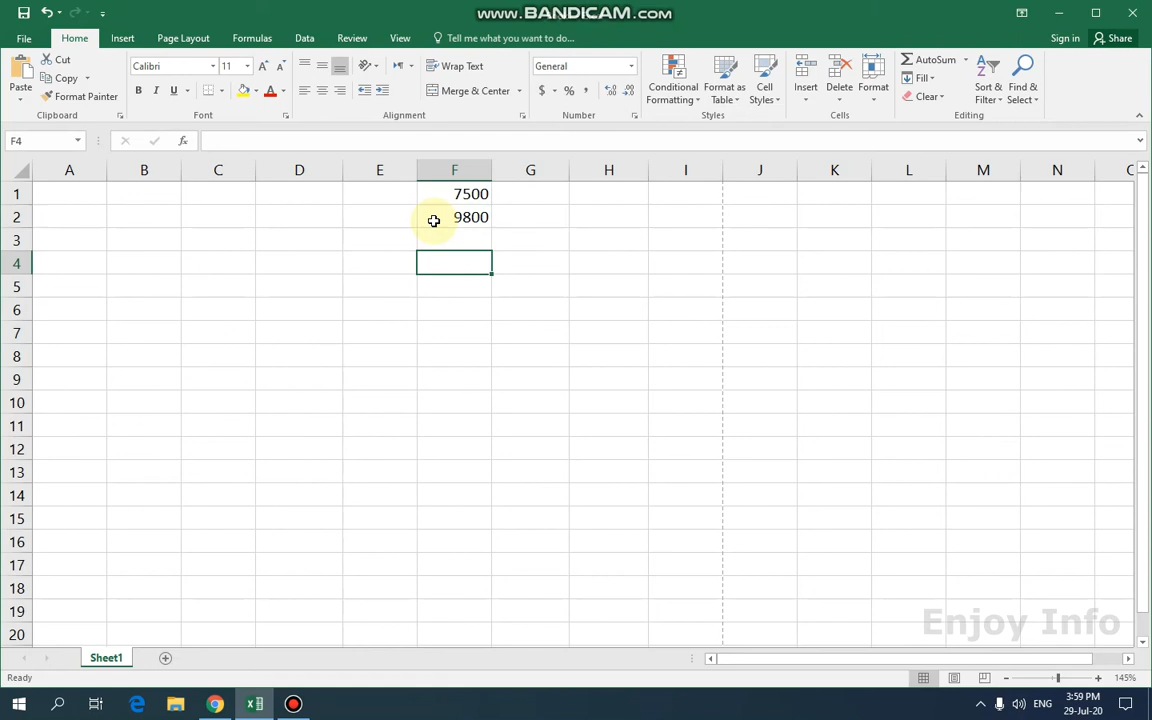 www.BANDICAM.com
File Home Insert Page Layout Formulas Data Review View Tell me what you want to do... Sign in Share
Paste Cut Copy Format Painter Clipboard
Calibri 11 B I U A Font
Wrap Text Merge & Center Alignment
General $ % , Number
Conditional Formatting Format as Table Cell Styles Styles
Insert Delete Format Cells
AutoSum Fill Clear Sort & Filter Find & Select Editing
F4 fx
A B C D E F G H I J K L M N
1 7500
2 9800
3
4
5
6
7
8
9
10
11
12
13
14
15
16
17
18
19
20
Enjoy Info
Sheet1
Ready 145%
ENG 3:59 PM
29-Jul-20